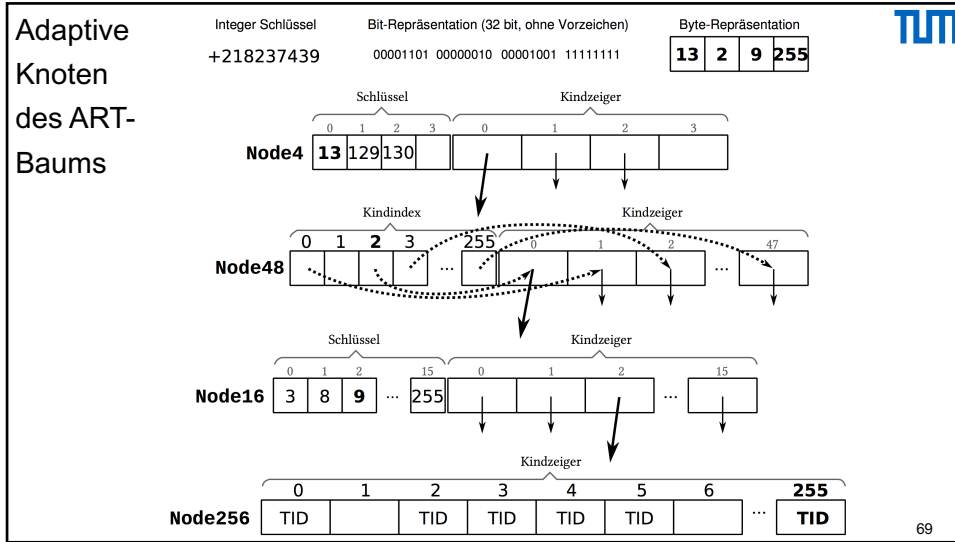 Adaptive
Knoten
des ART-
Baums
Integer Schlüssel Bit-Repräsentation (32 bit, ohne Vorzeichen) Byte-Repräsentation
+218237439 00001101 00000010 00001001 11111111 13 2 9 255
TUM
Schlüssel Kindzeiger
0 1 2 3 0 1 2 3
Node4 13 129 130
Kindindex Kindzeiger
0 1 2 3 255 0 1 2 47
Node48 ... ...
Schlüssel Kindzeiger
0 1 2 15 0 1 2 15
Node16 3 8 9 ... 255 ...
Kindzeiger
0 1 2 3 4 5 6 255
Node256 TID TID TID TID TID ... TID
69